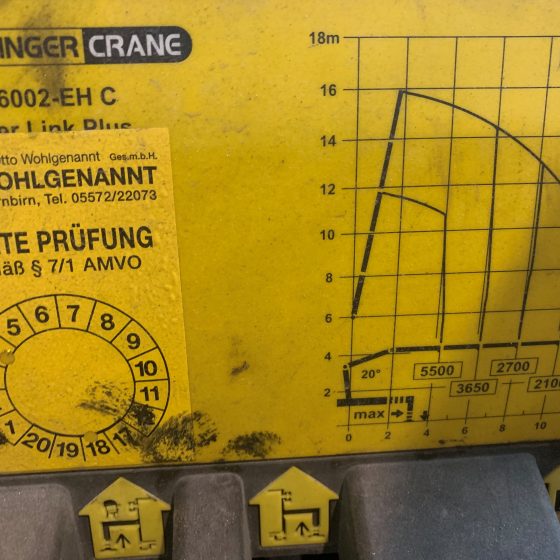 INGER CRANE
6002-EH C
er Link Plus
tto Wohlgenannt Ges.m.b.H.
OHLGENANNT
rnbirn, Tel. 05572/22073
TE PRÜFUNG
äß § 7/1 AMVO
5 6 7 8 9 10 11 12 17 18 19 20 1
18m
16
14
12
10
8
6
4
2
20°
5500
2700
3650
210
max
0 2 4 6 8 10